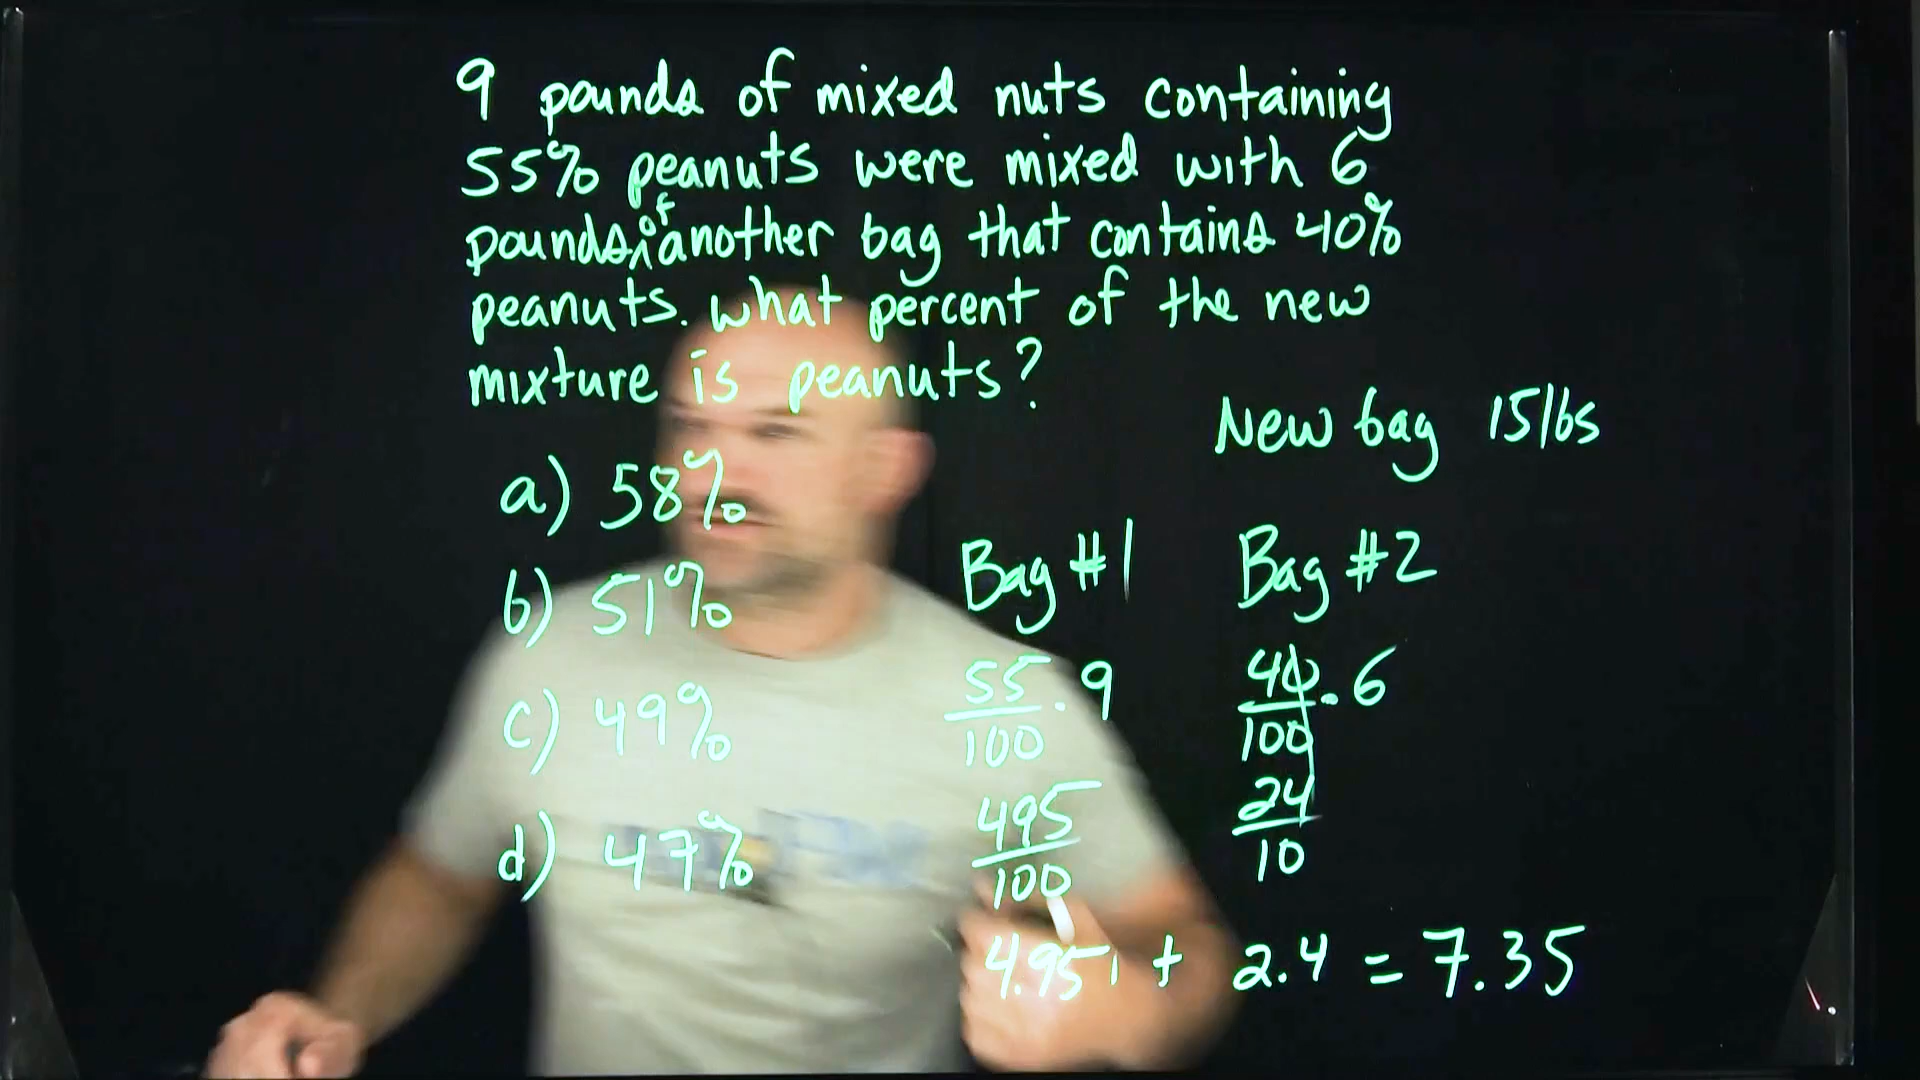 9 pounds of mixed nuts containing
55% peanuts were mixed with 6
pounds of another bag that contains 40%
peanuts. What percent of the new
mixture is peanuts?
New bag 15 lbs
a) 58%
b) 51%
c) 49%
d) 47%
Bag #1 Bag #2
55/100 · 9 40/100 · 6
495/100 24/10
4.95 + 2.4 = 7.35